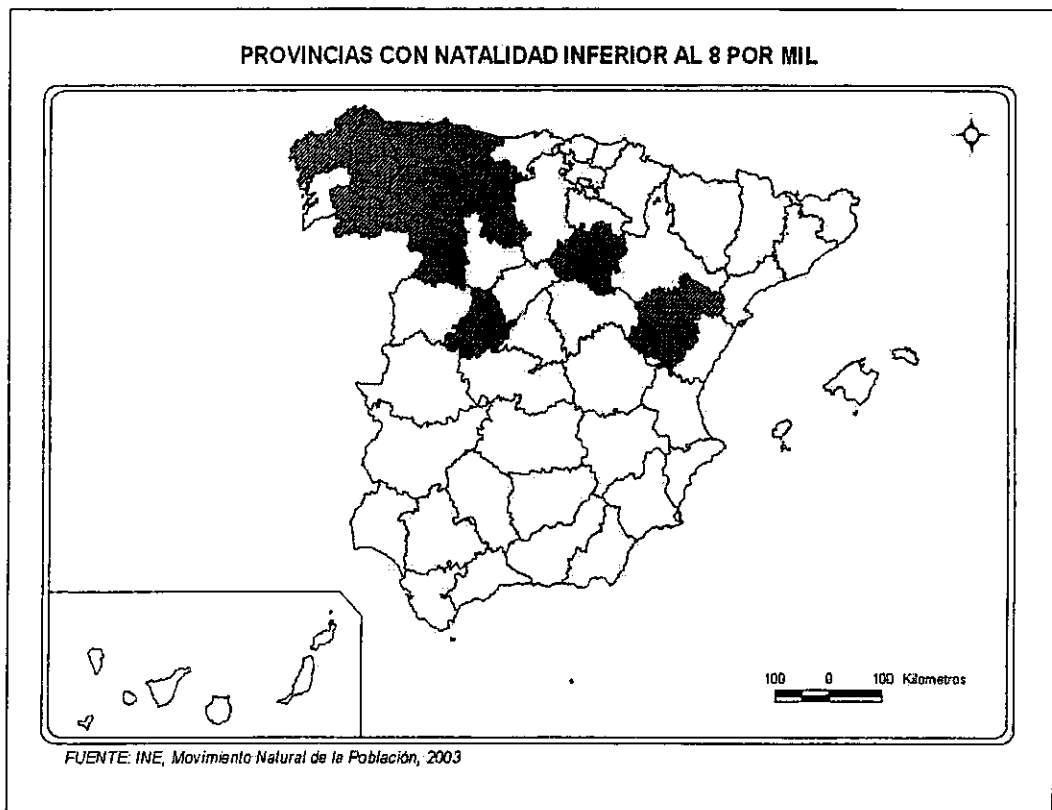 PROVINCIAS CON NATALIDAD INFERIOR AL 8 POR MIL
100 0 100 Kilometros
FUENTE: INE, Movimiento Natural de la Población, 2003